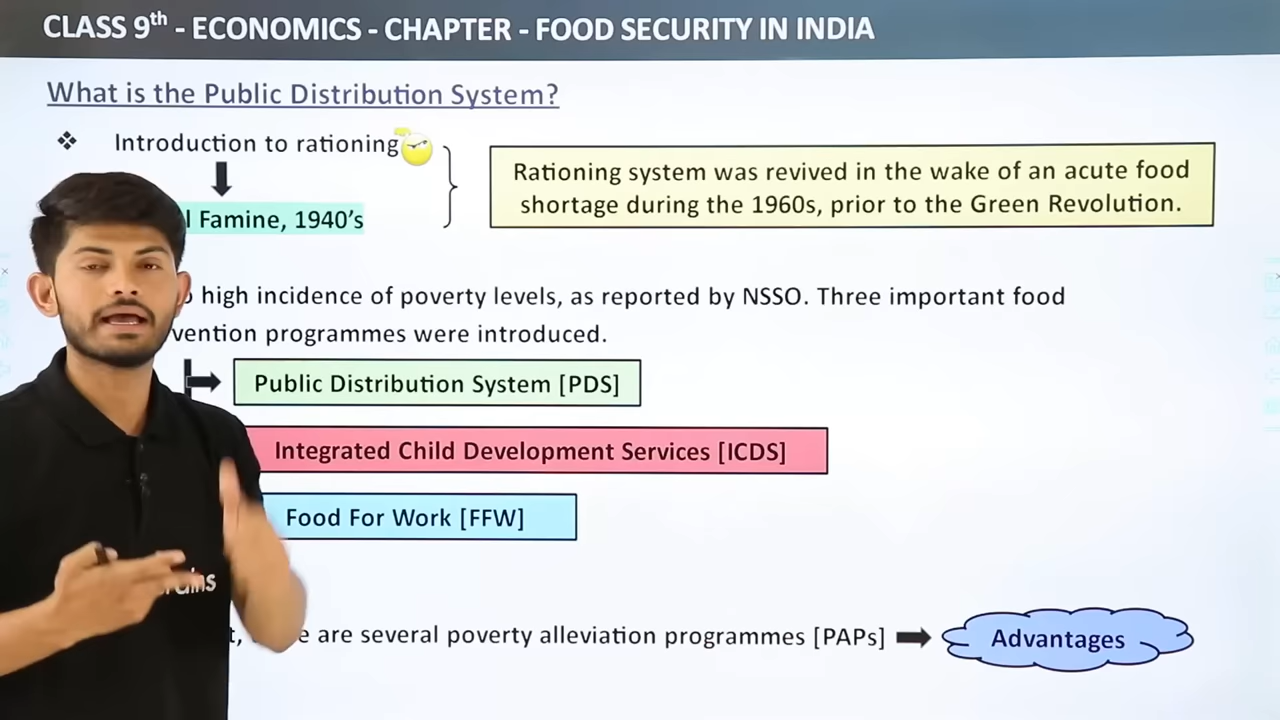 CLASS 9th - ECONOMICS - CHAPTER - FOOD SECURITY IN INDIA
What is the Public Distribution System?
❖ Introduction to rationing
Famine, 1940's
Rationing system was revived in the wake of an acute food
shortage during the 1960s, prior to the Green Revolution.
high incidence of poverty levels, as reported by NSSO. Three important food
programmes were introduced.
Public Distribution System [PDS]
Integrated Child Development Services [ICDS]
Food For Work [FFW]
are several poverty alleviation programmes [PAPs]
Advantages